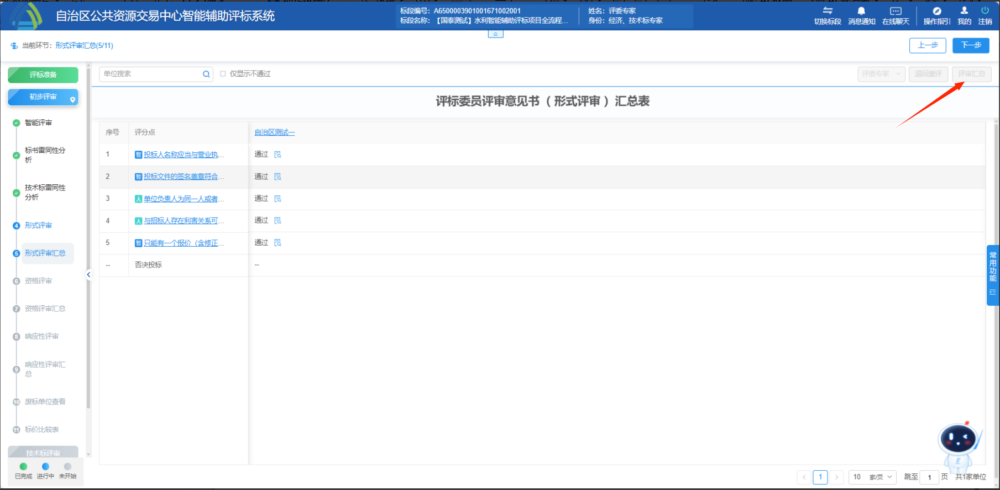 自治区公共资源交易中心智能辅助评标系统
标段编号：A6500003901001671002001
标段名称：【国泰测试】水利智能辅助评标项目全流程...
姓名：评委专家
身份：经济、技术标专家
切换标段
消息通知
在线聊天
操作指引
我的
注销
当前环节：形式评审汇总(5/11)
上一步
下一步
评标准备
初步评审
智能评审
标书雷同性分
析
技术标雷同性
分析
4 形式评审
5 形式评审汇总
6 资格评审
7 资格评审汇总
8 响应性评审
9 响应性评审汇
总
10 废标单位查看
11 标价比较表
技术标评审
已完成 进行中 未开始
单位搜索
仅显示不通过
评委专家
退回重评
评审汇总
评标委员评审意见书（形式评审）汇总表
序号 评分点 自治区测试一
1 智 投标人名称应当与营业执... 通过
2 智 投标文件的签名盖章符合... 通过
3 人 单位负责人为同一人或者... 通过
4 人 与招标人存在利害关系可... 通过
5 智 只能有一个报价（含修正... 通过
-- 否决投标 --
常用功能
E
1
10 家/页
跳至 1 页 共1家单位